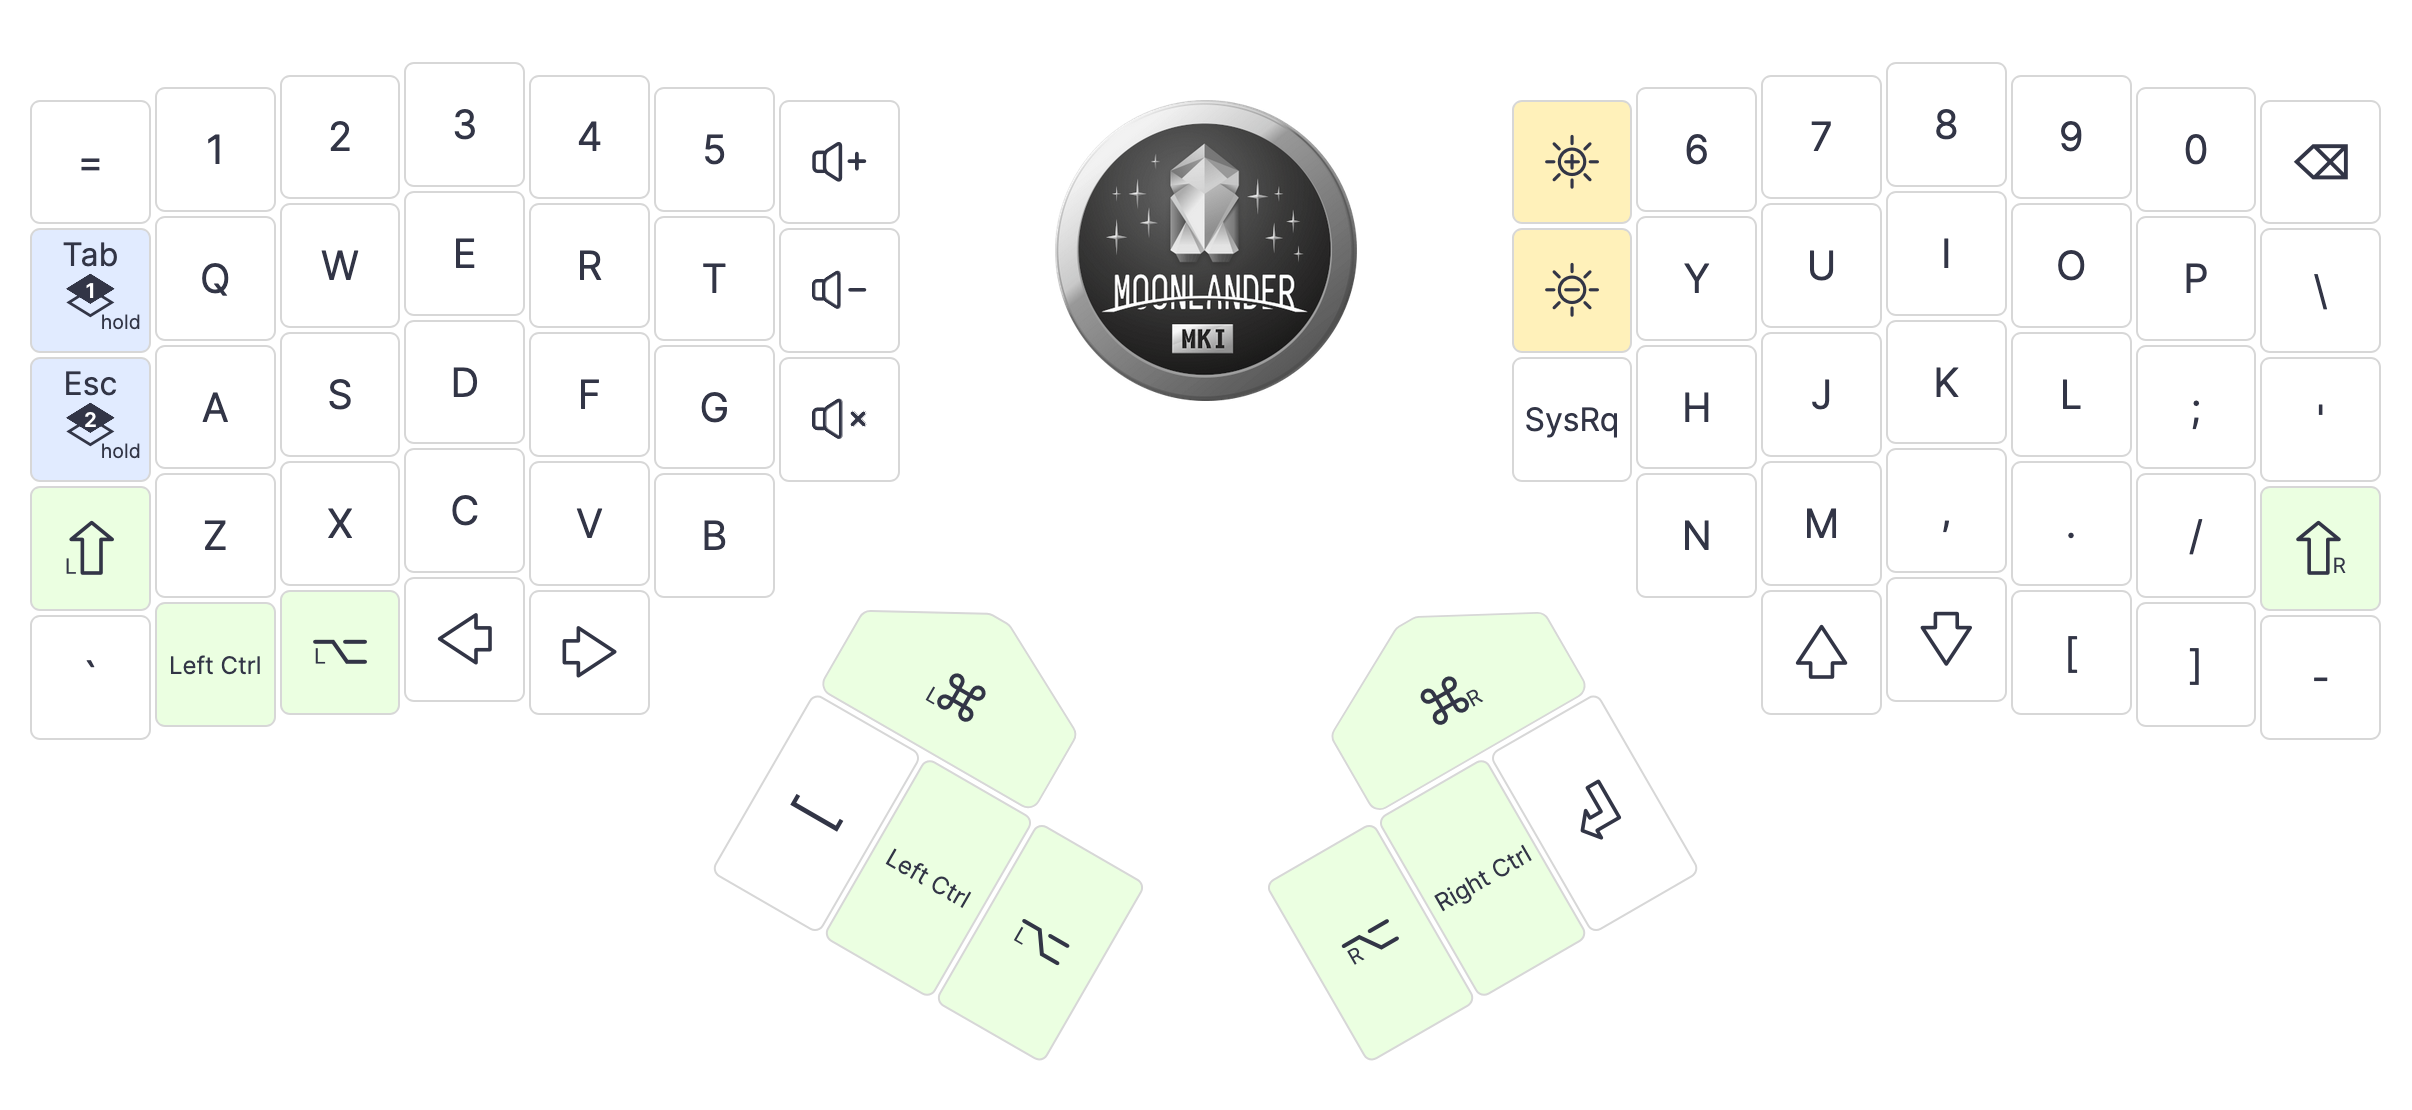 = 1 2 3 4 5
6 7 8 9 0
Tab 1 hold Q W E R T
Y U I O P \
Esc 2 hold A S D F G
SysRq H J K L ; '
L Z X C V B
N M , . / R
` Left Ctrl L
[ ] -
MOONLANDER
MKI
L
Left Ctrl
L
R
Right Ctrl
R